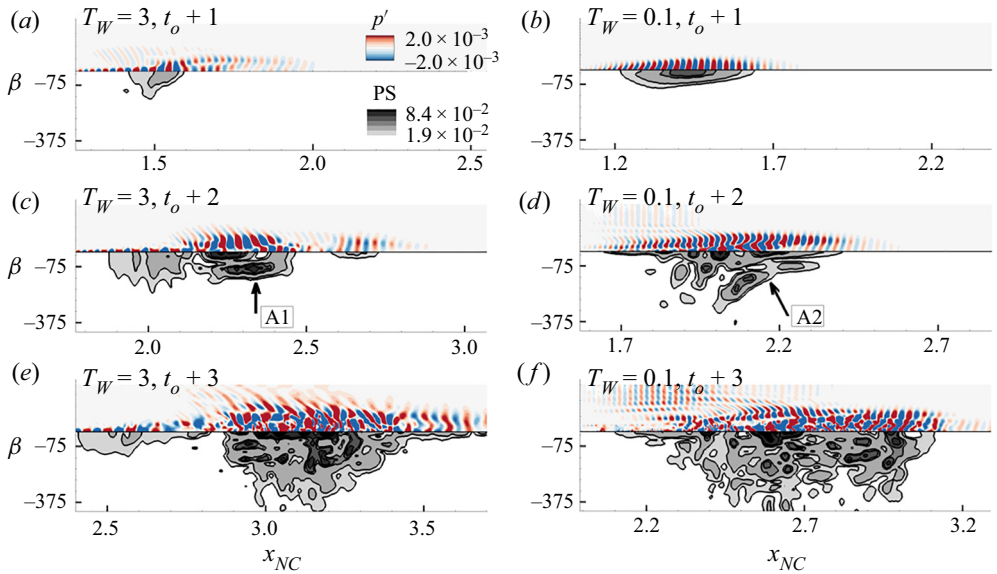 (a) T_W = 3, t_o + 1
p′
2.0 × 10⁻³
−2.0 × 10⁻³
PS
8.4 × 10⁻²
1.9 × 10⁻²
β −75
−375
1.5 2.0 2.5
(b) T_W = 0.1, t_o + 1
−75
−375
1.2 1.7 2.2
(c) T_W = 3, t_o + 2
β −75
−375
A1
2.0 2.5 3.0
(d) T_W = 0.1, t_o + 2
−75
−375
A2
1.7 2.2 2.7
(e) T_W = 3, t_o + 3
β −75
−375
2.5 3.0 3.5
x_NC
(f) T_W = 0.1, t_o + 3
−75
−375
2.2 2.7 3.2
x_NC